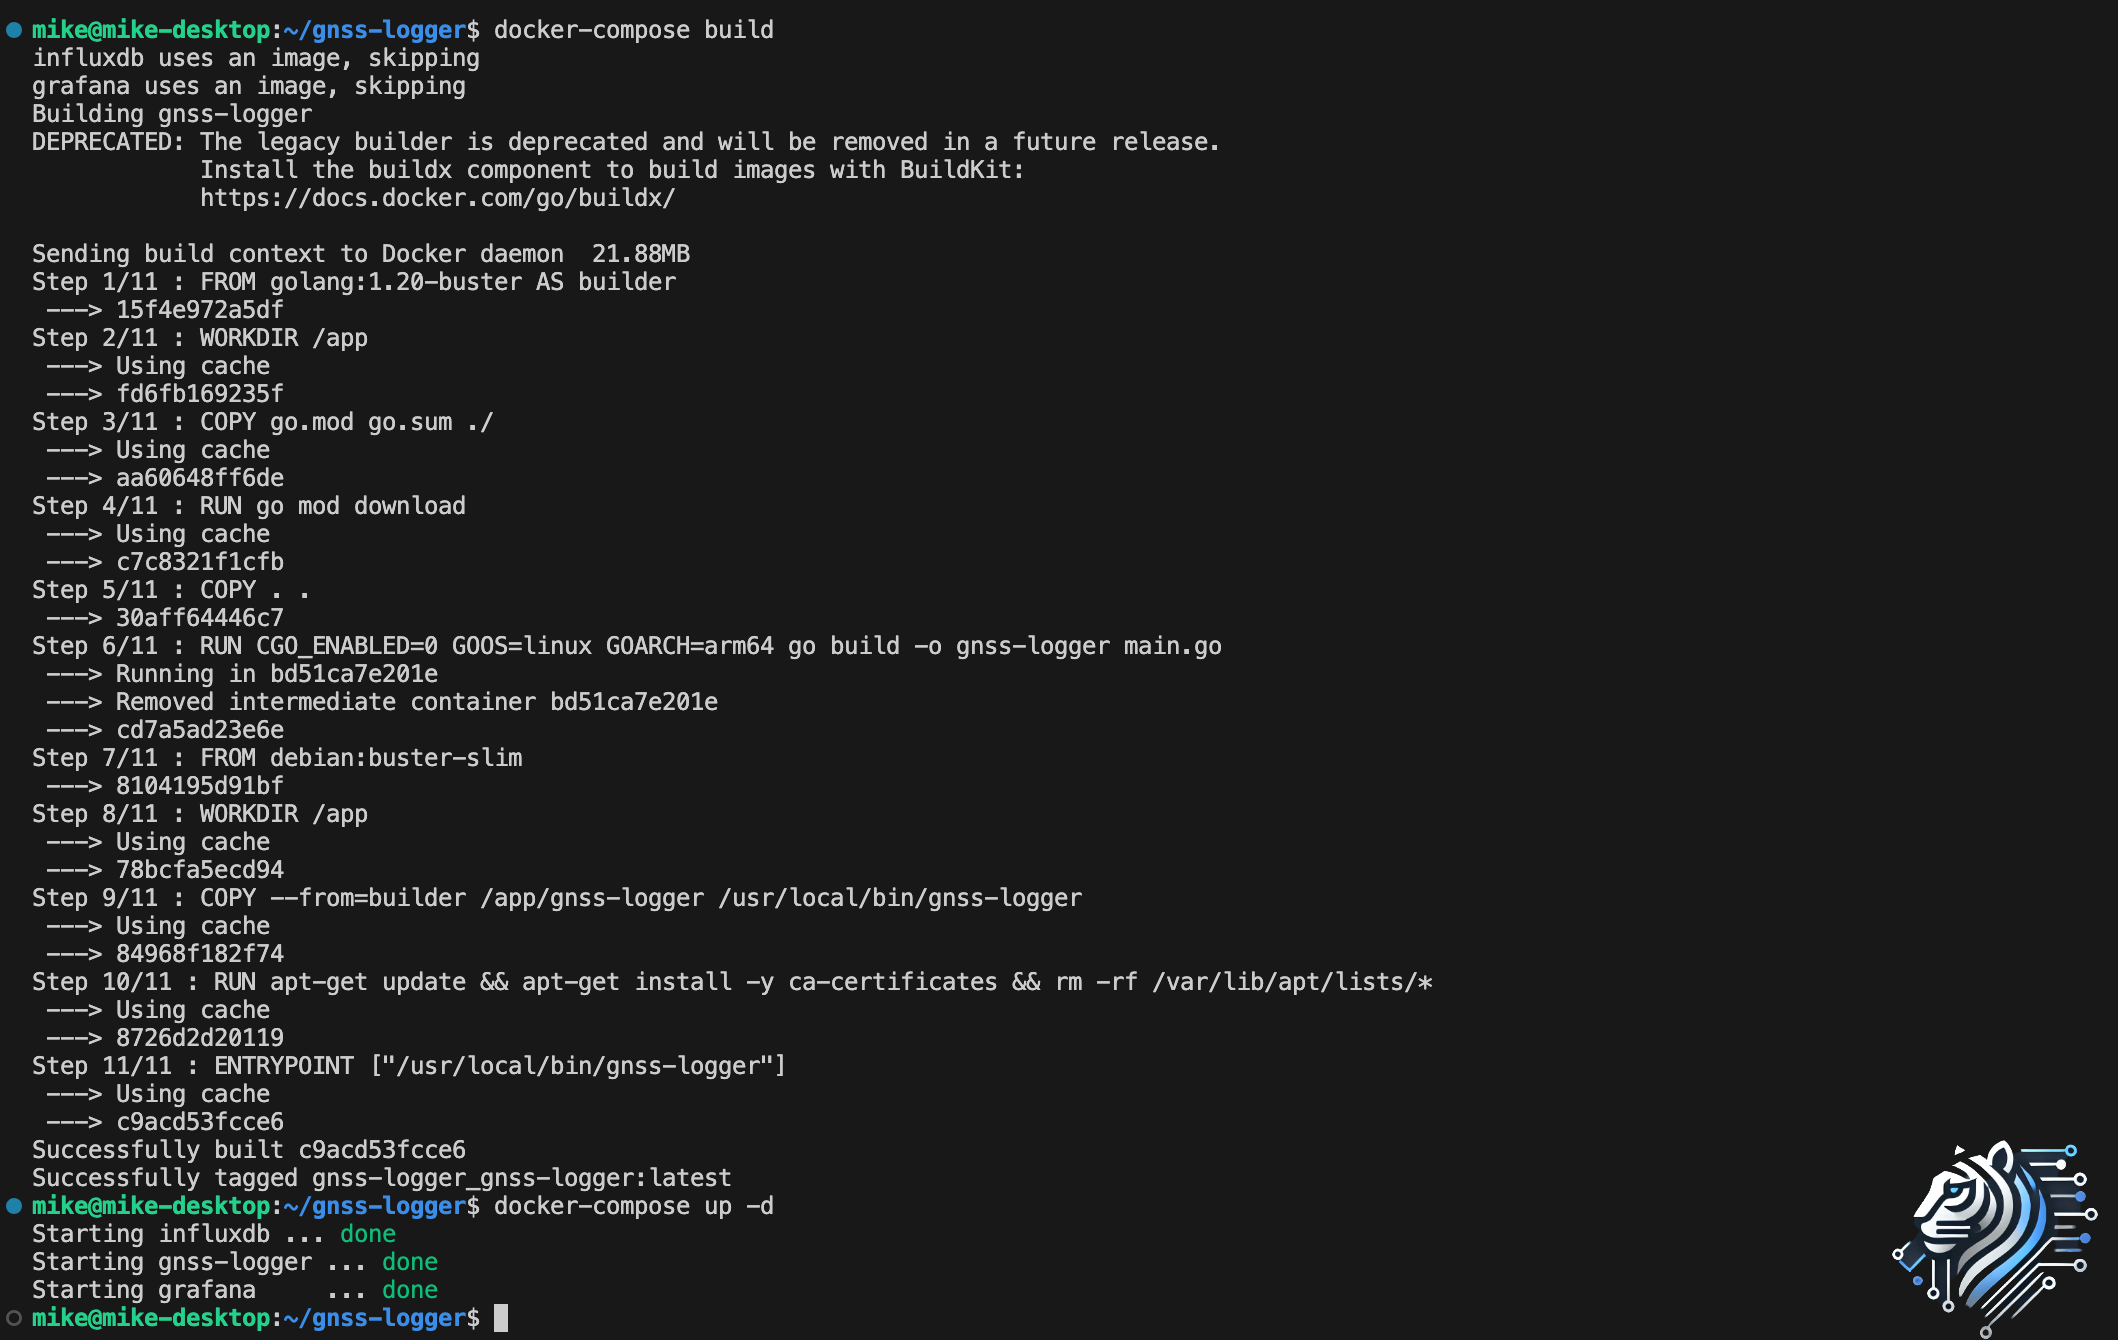 mike@mike-desktop:~/gnss-logger$ docker-compose build
influxdb uses an image, skipping
grafana uses an image, skipping
Building gnss-logger
DEPRECATED: The legacy builder is deprecated and will be removed in a future release.
            Install the buildx component to build images with BuildKit:
            https://docs.docker.com/go/buildx/

Sending build context to Docker daemon  21.88MB
Step 1/11 : FROM golang:1.20-buster AS builder
 ---> 15f4e972a5df
Step 2/11 : WORKDIR /app
 ---> Using cache
 ---> fd6fb169235f
Step 3/11 : COPY go.mod go.sum ./
 ---> Using cache
 ---> aa60648ff6de
Step 4/11 : RUN go mod download
 ---> Using cache
 ---> c7c8321f1cfb
Step 5/11 : COPY . .
 ---> 30aff64446c7
Step 6/11 : RUN CGO_ENABLED=0 GOOS=linux GOARCH=arm64 go build -o gnss-logger main.go
 ---> Running in bd51ca7e201e
 ---> Removed intermediate container bd51ca7e201e
 ---> cd7a5ad23e6e
Step 7/11 : FROM debian:buster-slim
 ---> 8104195d91bf
Step 8/11 : WORKDIR /app
 ---> Using cache
 ---> 78bcfa5ecd94
Step 9/11 : COPY --from=builder /app/gnss-logger /usr/local/bin/gnss-logger
 ---> Using cache
 ---> 84968f182f74
Step 10/11 : RUN apt-get update && apt-get install -y ca-certificates && rm -rf /var/lib/apt/lists/*
 ---> Using cache
 ---> 8726d2d20119
Step 11/11 : ENTRYPOINT ["/usr/local/bin/gnss-logger"]
 ---> Using cache
 ---> c9acd53fcce6
Successfully built c9acd53fcce6
Successfully tagged gnss-logger_gnss-logger:latest
mike@mike-desktop:~/gnss-logger$ docker-compose up -d
Starting influxdb ... done
Starting gnss-logger ... done
Starting grafana     ... done
mike@mike-desktop:~/gnss-logger$